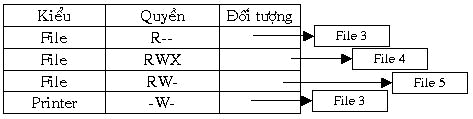 Kiểu Quyền Đối tượng
File R-- File 3
File RWX File 4
File RW- File 5
Printer -W- File 3